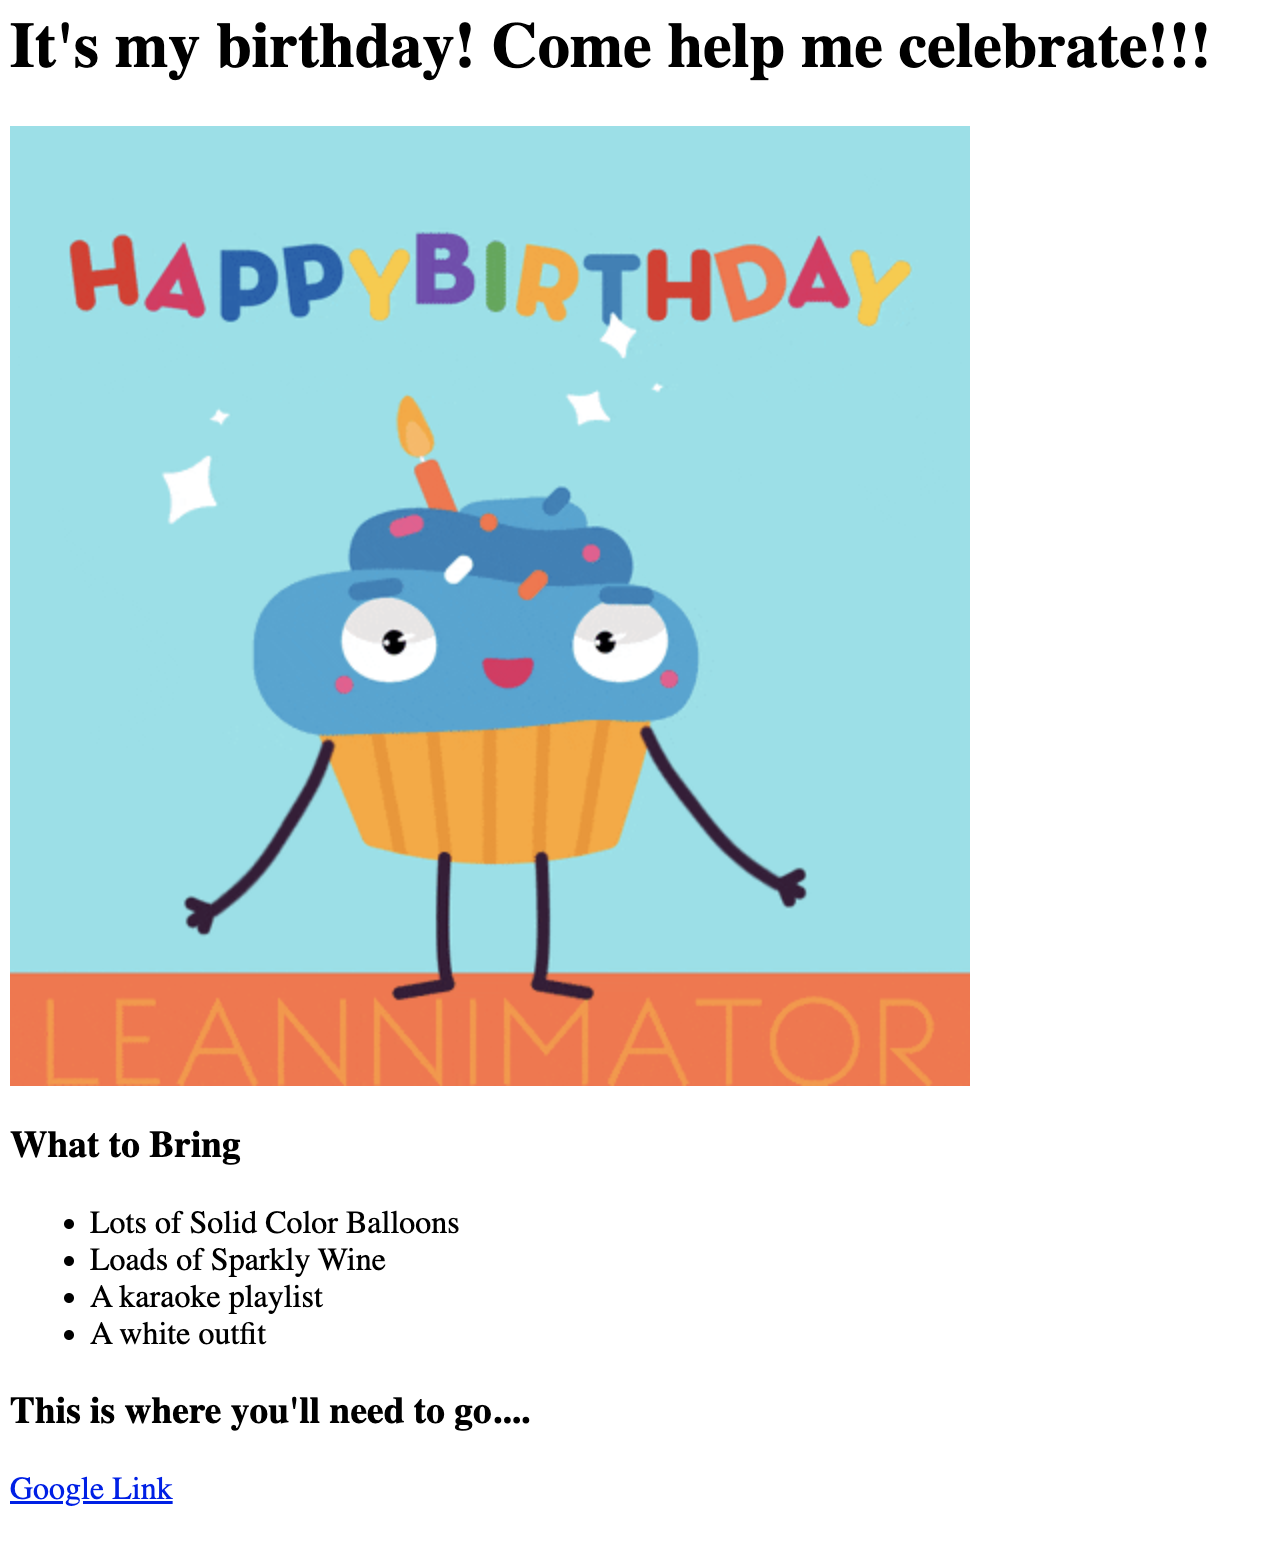 It's my birthday! Come help me celebrate!!!
HAPPYBIRTHDAY
LEANNIMATOR
What to Bring
Lots of Solid Color Balloons
Loads of Sparkly Wine
A karaoke playlist
A white outfit
This is where you'll need to go....
Google Link